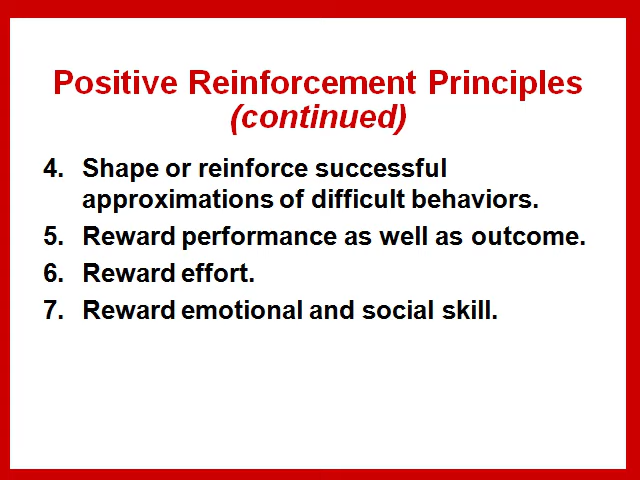 Positive Reinforcement Principles
(continued)
4. Shape or reinforce successful
approximations of difficult behaviors.
5. Reward performance as well as outcome.
6. Reward effort.
7. Reward emotional and social skill.